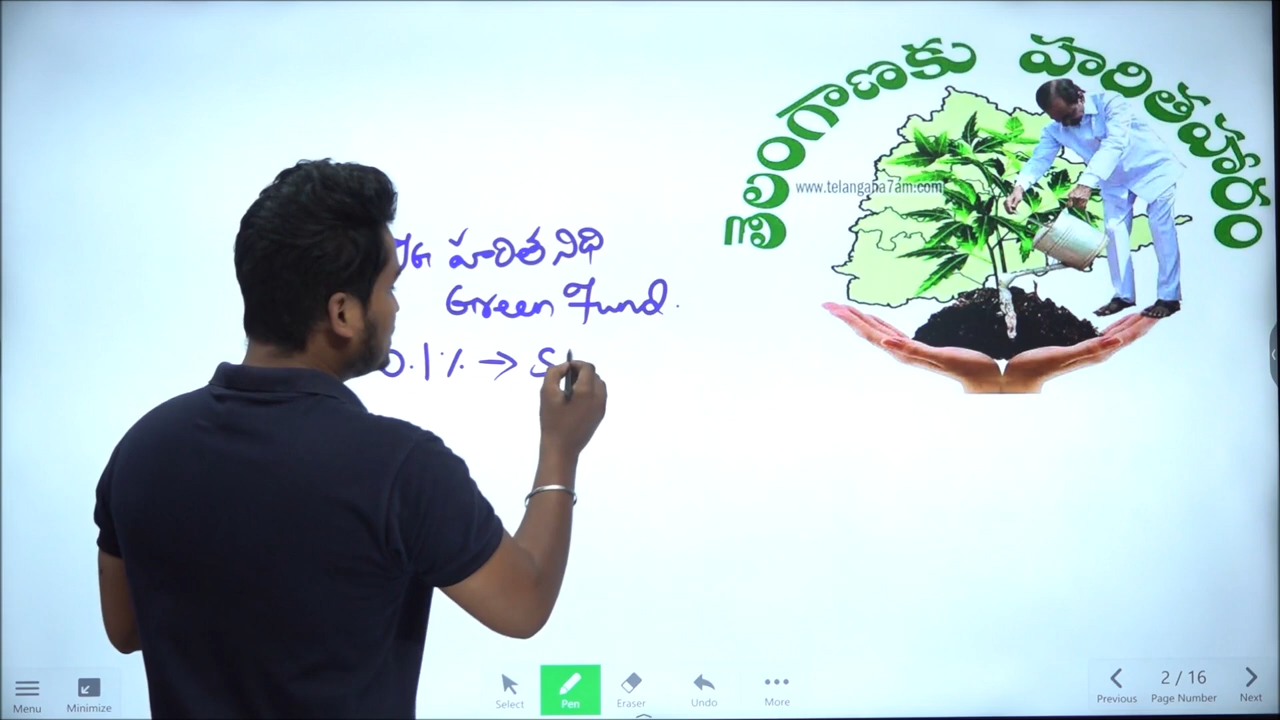 తెలంగాణకు హరితహారం
www.telangana7am.com
TG హరిత నిధి
Green Fund.
0.1% → S
Menu
Minimize
Select
Pen
Eraser
Undo
More
Previous
2 / 16
Page Number
Next